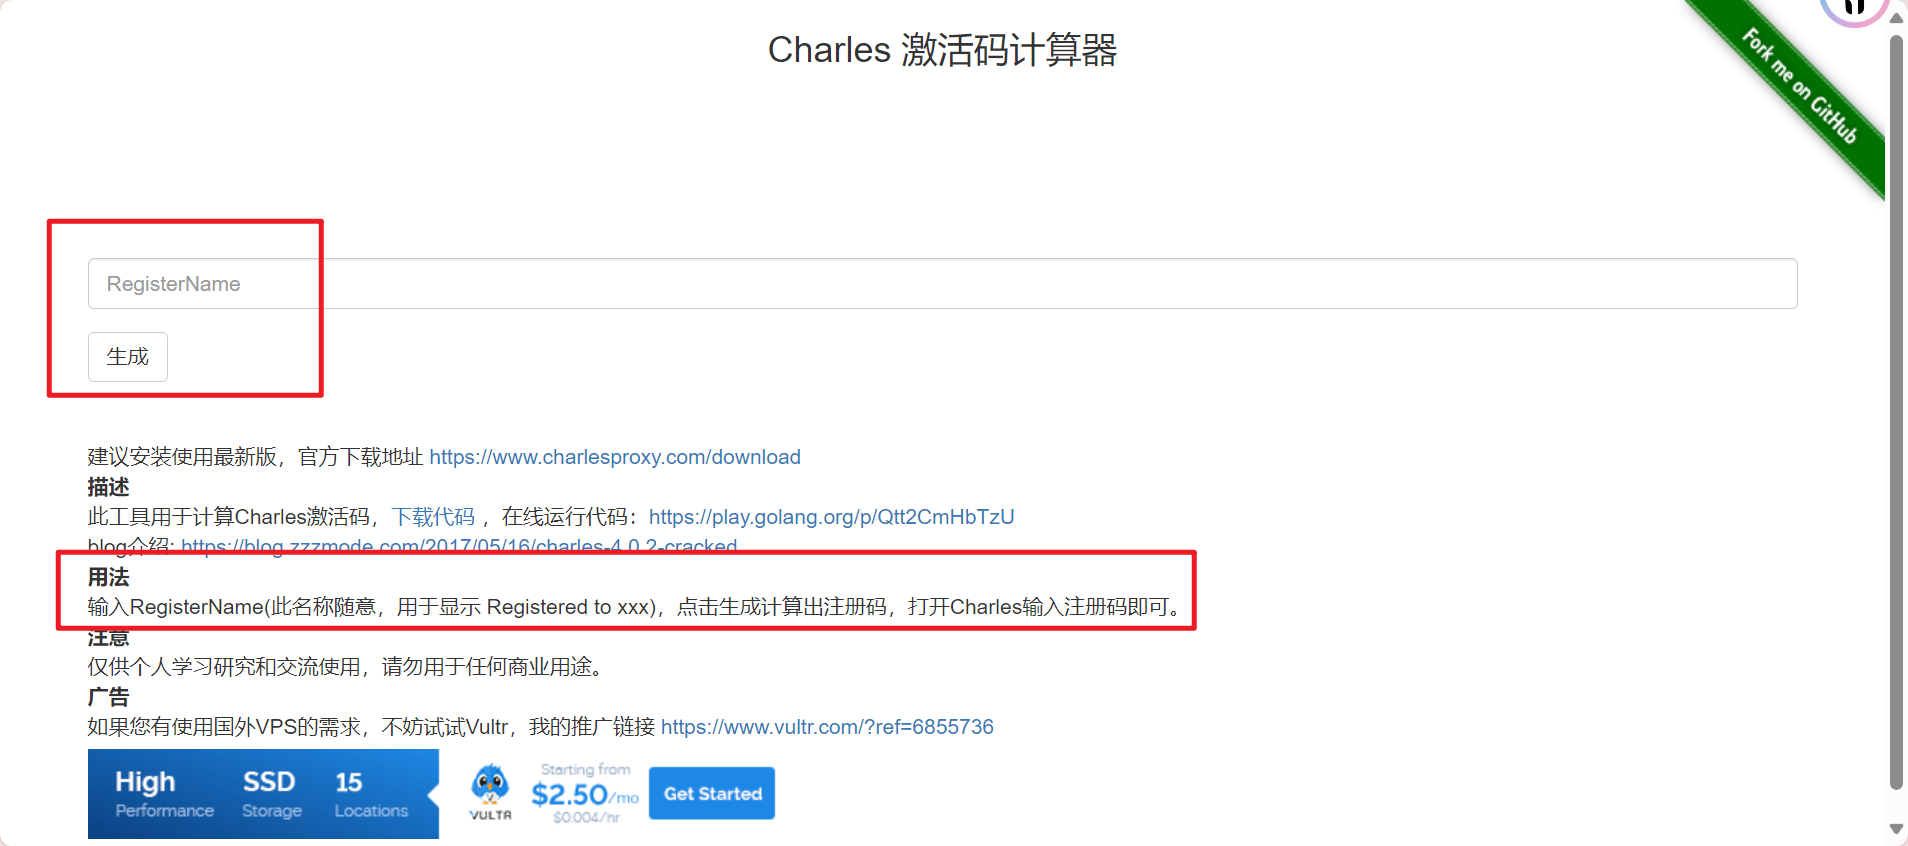 Charles 激活码计算器
Fork me on GitHub
RegisterName
生成
建议安装使用最新版，官方下载地址 https://www.charlesproxy.com/download
描述
此工具用于计算Charles激活码，下载代码 ，在线运行代码：https://play.golang.org/p/Qtt2CmHbTzU
blog介绍: https://blog.zzzmode.com/2017/05/16/charles-4.0.2-cracked
用法
输入RegisterName(此名称随意，用于显示 Registered to xxx)，点击生成计算出注册码，打开Charles输入注册码即可。
注意
仅供个人学习研究和交流使用，请勿用于任何商业用途。
广告
如果您有使用国外VPS的需求，不妨试试Vultr，我的推广链接 https://www.vultr.com/?ref=6855736
High SSD 15
Performance Storage Locations
VULTR
Starting from
$2.50/mo
$0.004/hr
Get Started